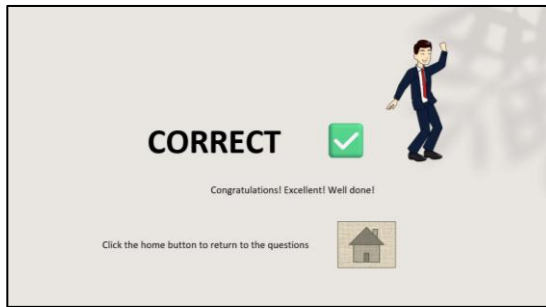 CORRECT
Congratulations! Excellent! Well done!
Click the home button to return to the questions